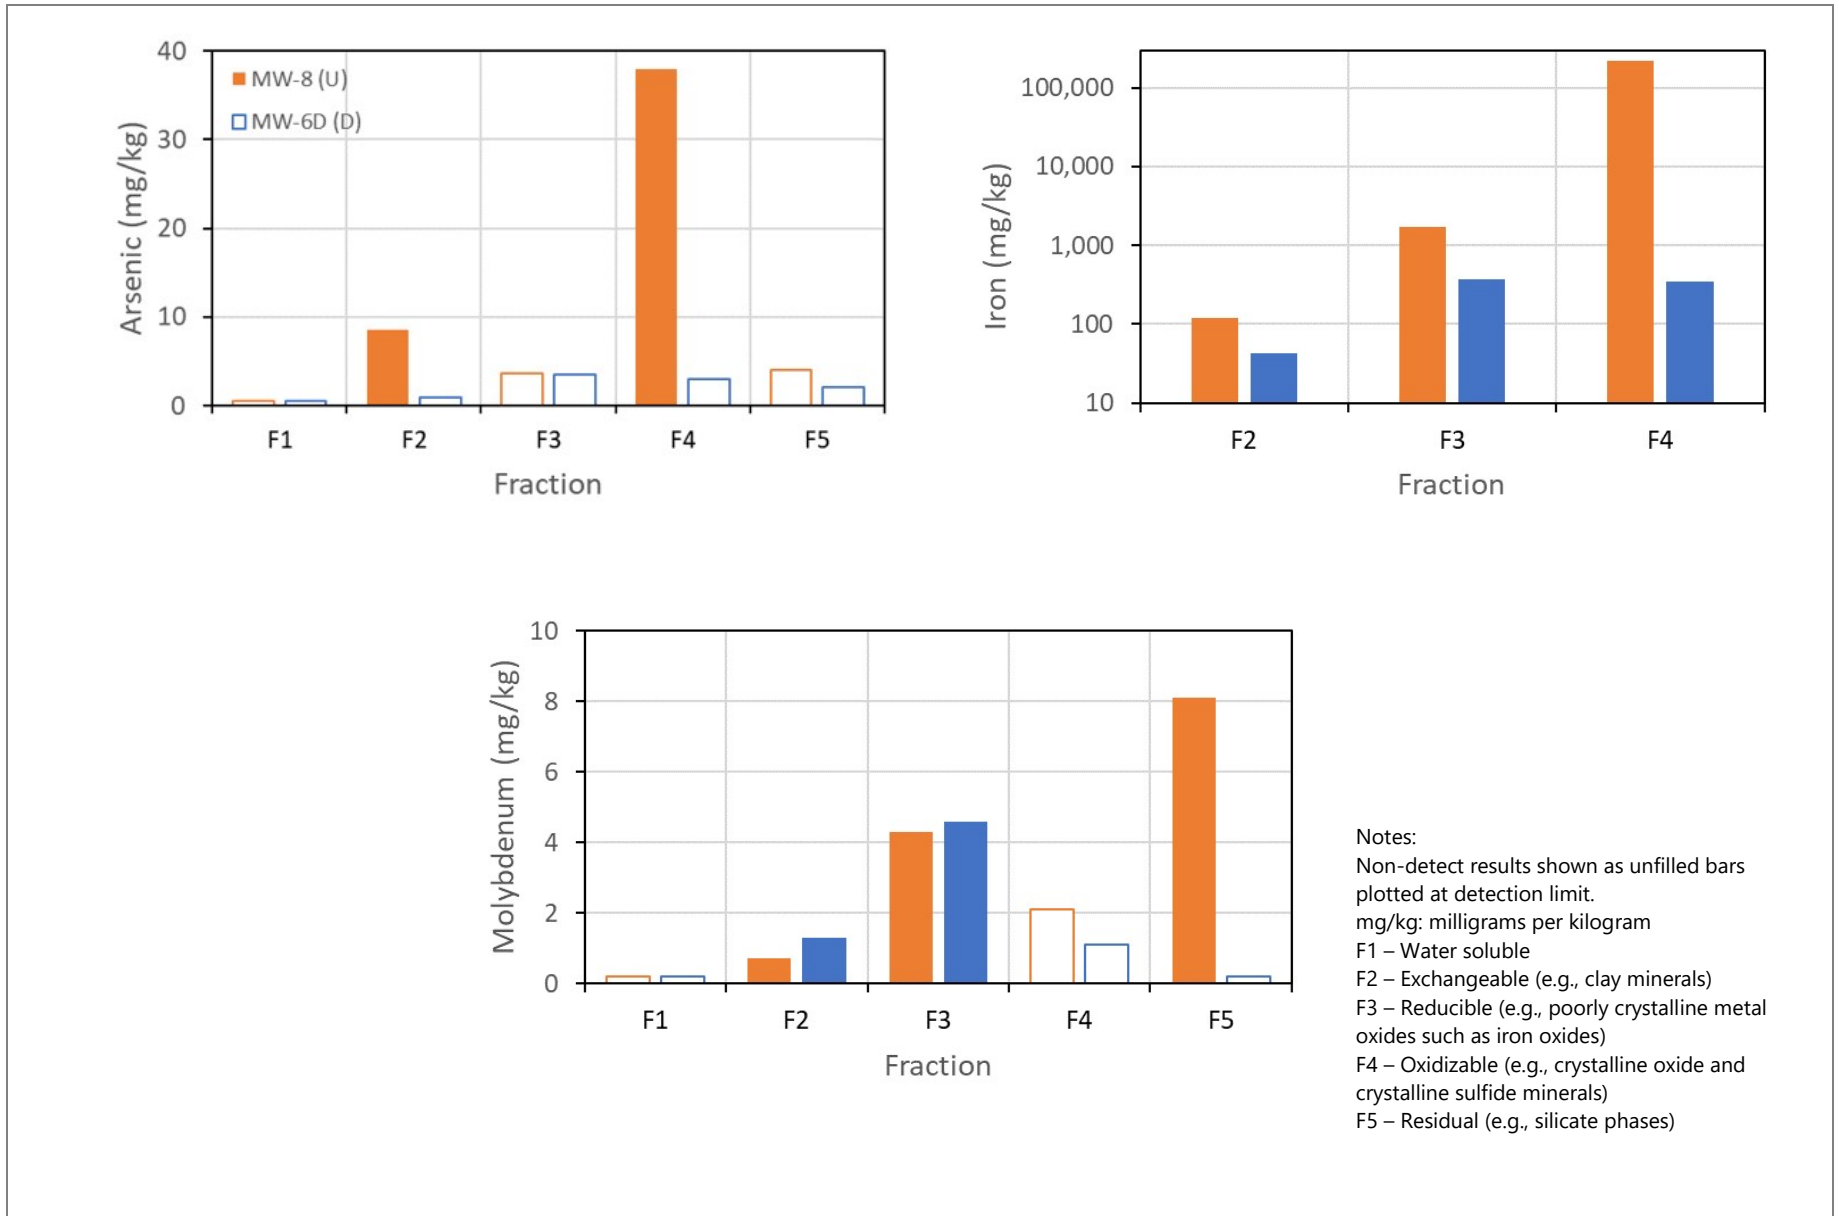 40
30
20
10
0
Arsenic (mg/kg)
MW-8 (U)
MW-6D (D)
F1 F2 F3 F4 F5
Fraction
100,000
10,000
1,000
100
10
Iron (mg/kg)
F2 F3 F4
Fraction
10
8
6
4
2
0
Molybdenum (mg/kg)
F1 F2 F3 F4 F5
Fraction
Notes:
Non-detect results shown as unfilled bars
plotted at detection limit.
mg/kg: milligrams per kilogram
F1 – Water soluble
F2 – Exchangeable (e.g., clay minerals)
F3 – Reducible (e.g., poorly crystalline metal
oxides such as iron oxides)
F4 – Oxidizable (e.g., crystalline oxide and
crystalline sulfide minerals)
F5 – Residual (e.g., silicate phases)